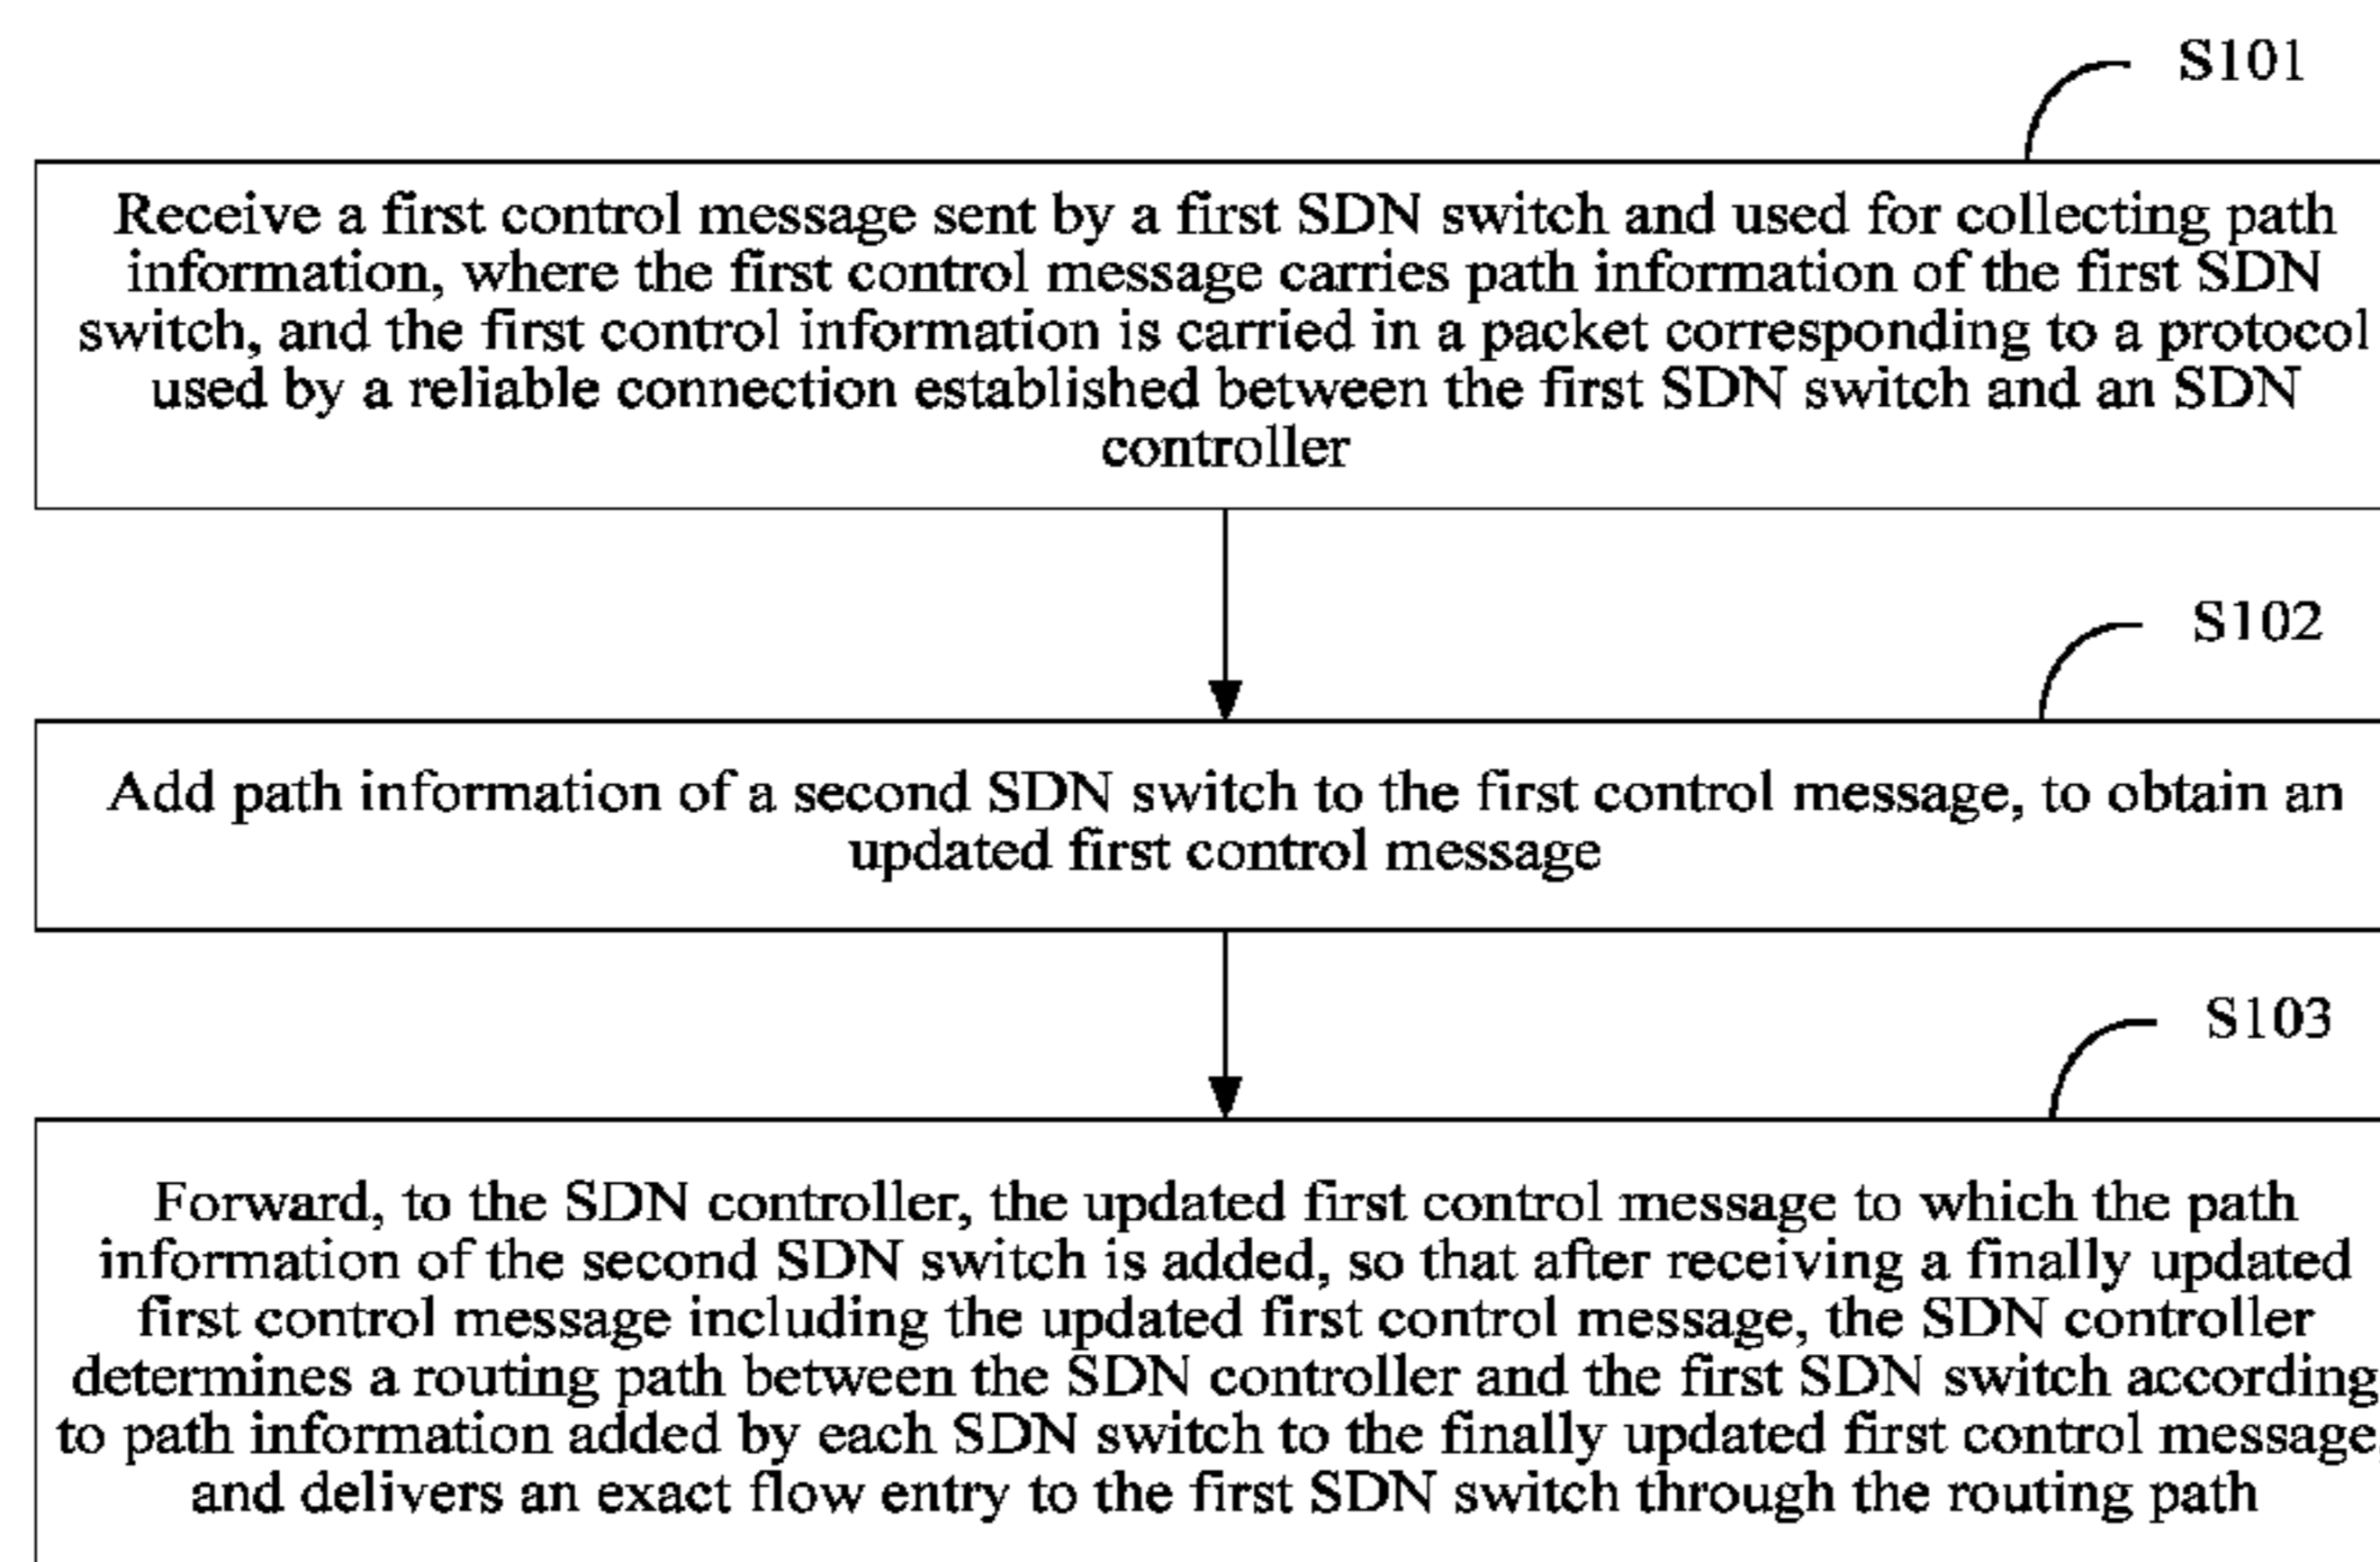 S101
Receive a first control message sent by a first SDN switch and used for collecting path
information, where the first control message carries path information of the first SDN
switch, and the first control information is carried in a packet corresponding to a protocol
used by a reliable connection established between the first SDN switch and an SDN
controller
S102
Add path information of a second SDN switch to the first control message, to obtain an
updated first control message
S103
Forward, to the SDN controller, the updated first control message to which the path
information of the second SDN switch is added, so that after receiving a finally updated
first control message including the updated first control message, the SDN controller
determines a routing path between the SDN controller and the first SDN switch according
to path information added by each SDN switch to the finally updated first control message,
and delivers an exact flow entry to the first SDN switch through the routing path